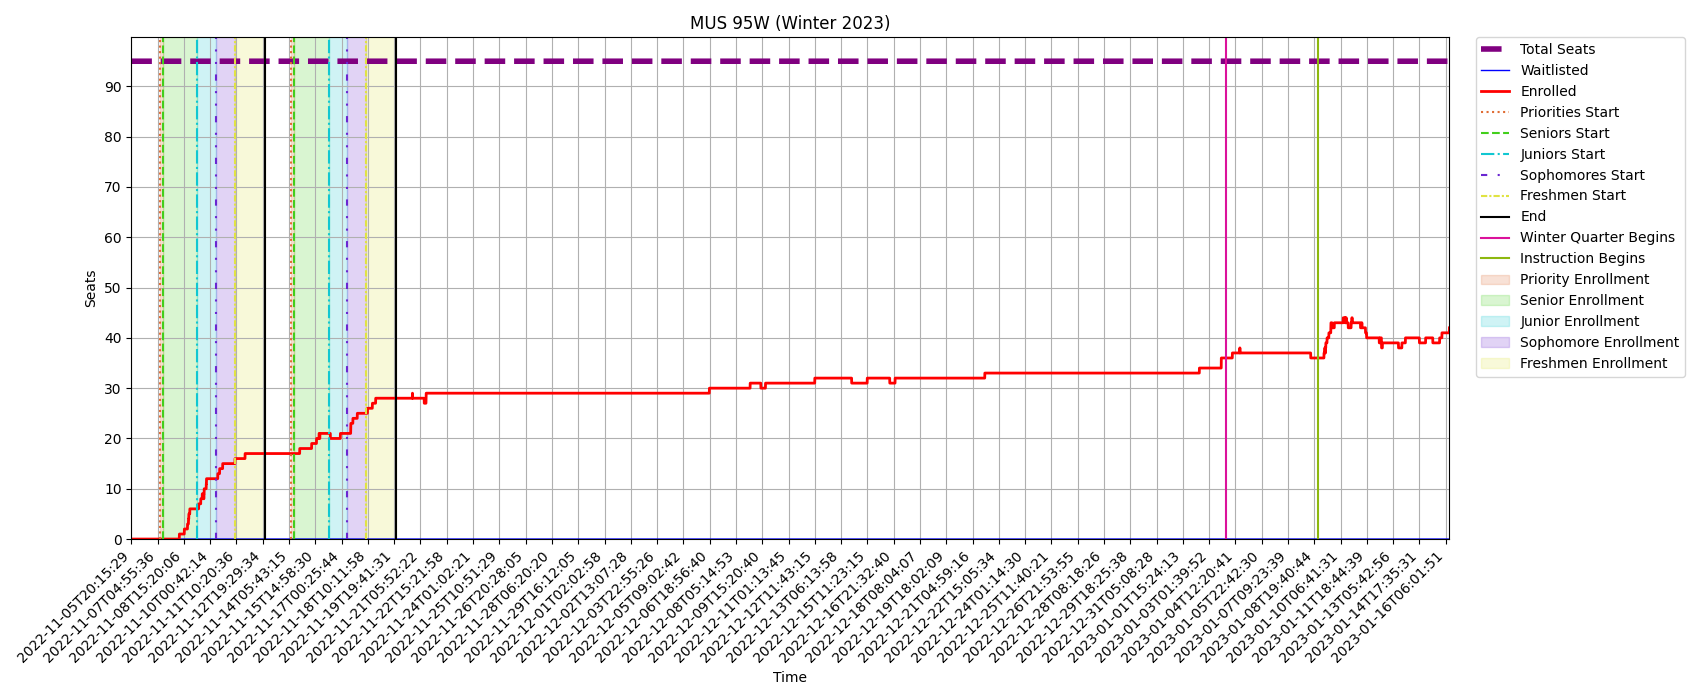 MUS 95W (Winter 2023)
Total Seats
Waitlisted
Enrolled
Priorities Start
Seniors Start
Juniors Start
Sophomores Start
Freshmen Start
End
Winter Quarter Begins
Instruction Begins
Priority Enrollment
Senior Enrollment
Junior Enrollment
Sophomore Enrollment
Freshmen Enrollment
Seats
90
80
70
60
50
40
30
20
10
0
2022-11-05T20:15:29
2022-11-07T04:55:36
2022-11-08T15:20:06
2022-11-10T00:42:14
2022-11-11T10:20:36
2022-11-12T19:29:34
2022-11-14T05:43:15
2022-11-15T14:58:30
2022-11-17T00:25:44
2022-11-18T10:11:58
2022-11-19T19:41:31
2022-11-21T05:52:22
2022-11-22T15:21:58
2022-11-24T01:02:21
2022-11-25T10:51:29
2022-11-26T20:28:05
2022-11-28T06:20:20
2022-11-29T16:12:05
2022-12-01T02:02:58
2022-12-02T13:07:28
2022-12-03T22:55:26
2022-12-05T09:02:42
2022-12-06T18:56:40
2022-12-08T05:14:53
2022-12-09T15:20:40
2022-12-11T01:13:45
2022-12-12T11:43:15
2022-12-13T16:13:58
2022-12-15T11:23:15
2022-12-16T21:32:40
2022-12-18T08:04:07
2022-12-19T18:02:09
2022-12-21T04:59:16
2022-12-22T15:05:34
2022-12-24T01:14:30
2022-12-25T11:40:21
2022-12-26T21:53:55
2022-12-28T08:18:26
2022-12-29T18:25:38
2022-12-31T05:08:28
2023-01-01T15:24:13
2023-01-03T01:39:52
2023-01-04T12:20:41
2023-01-05T22:42:30
2023-01-07T09:23:39
2023-01-08T19:40:44
2023-01-10T06:41:31
2023-01-11T18:44:39
2023-01-13T05:42:56
2023-01-14T17:35:31
2023-01-16T06:01:51
Time